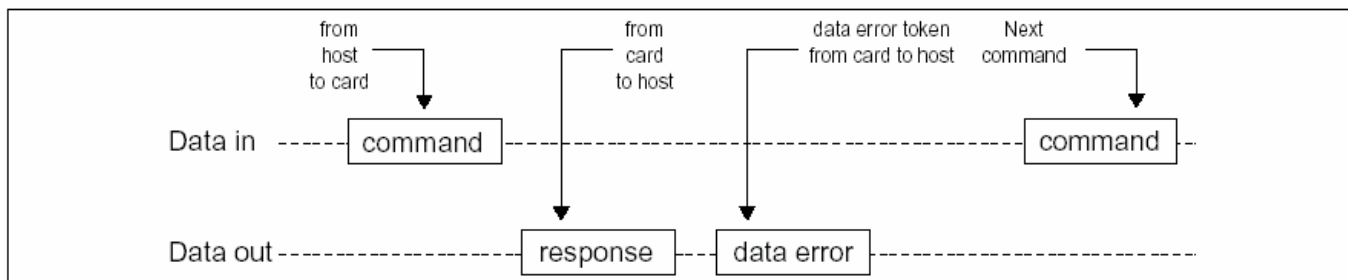 from
host
to card
from
card
to host
data error token
from card to host
Next
command
Data in
command
command
Data out
response
data error